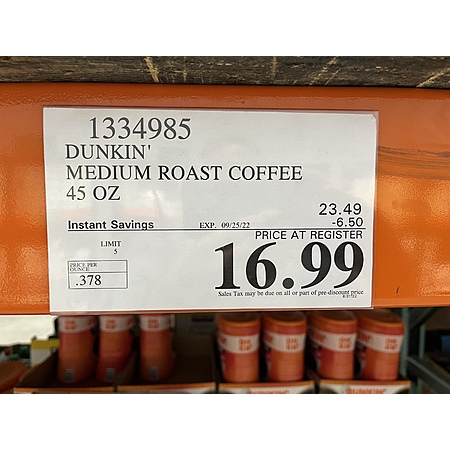 1334985
DUNKIN'
MEDIUM ROAST COFFEE
45 OZ
23.49
Instant Savings EXP. 09/25/22 -6.50
PRICE AT REGISTER
LIMIT
5
16.99
PRICE PER
OUNCE
.378
Sales Tax may be due on all or part of pre-discount price